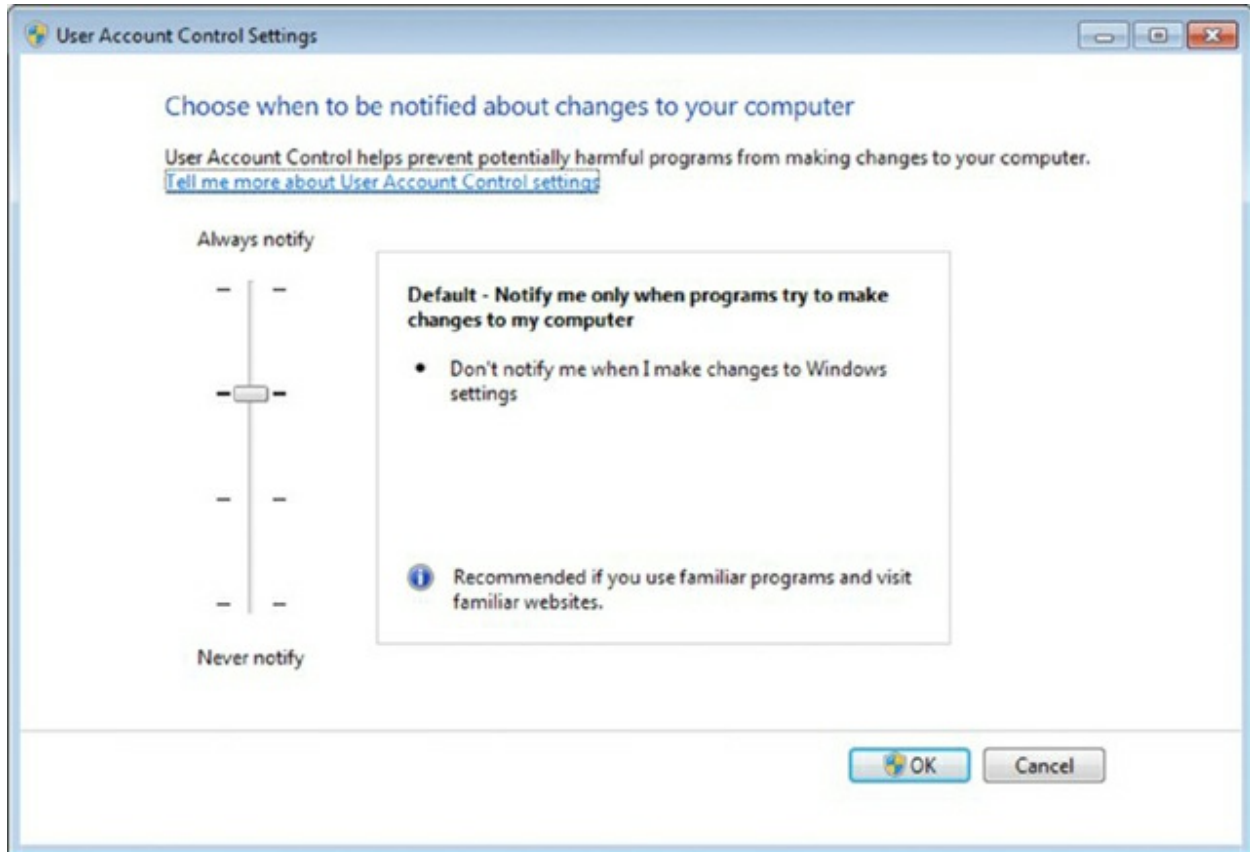 User Account Control Settings
Choose when to be notified about changes to your computer
User Account Control helps prevent potentially harmful programs from making changes to your computer.
Tell me more about User Account Control settings
Always notify
Default - Notify me only when programs try to make
changes to my computer
• Don't notify me when I make changes to Windows
settings
Recommended if you use familiar programs and visit
familiar websites.
Never notify
OK
Cancel